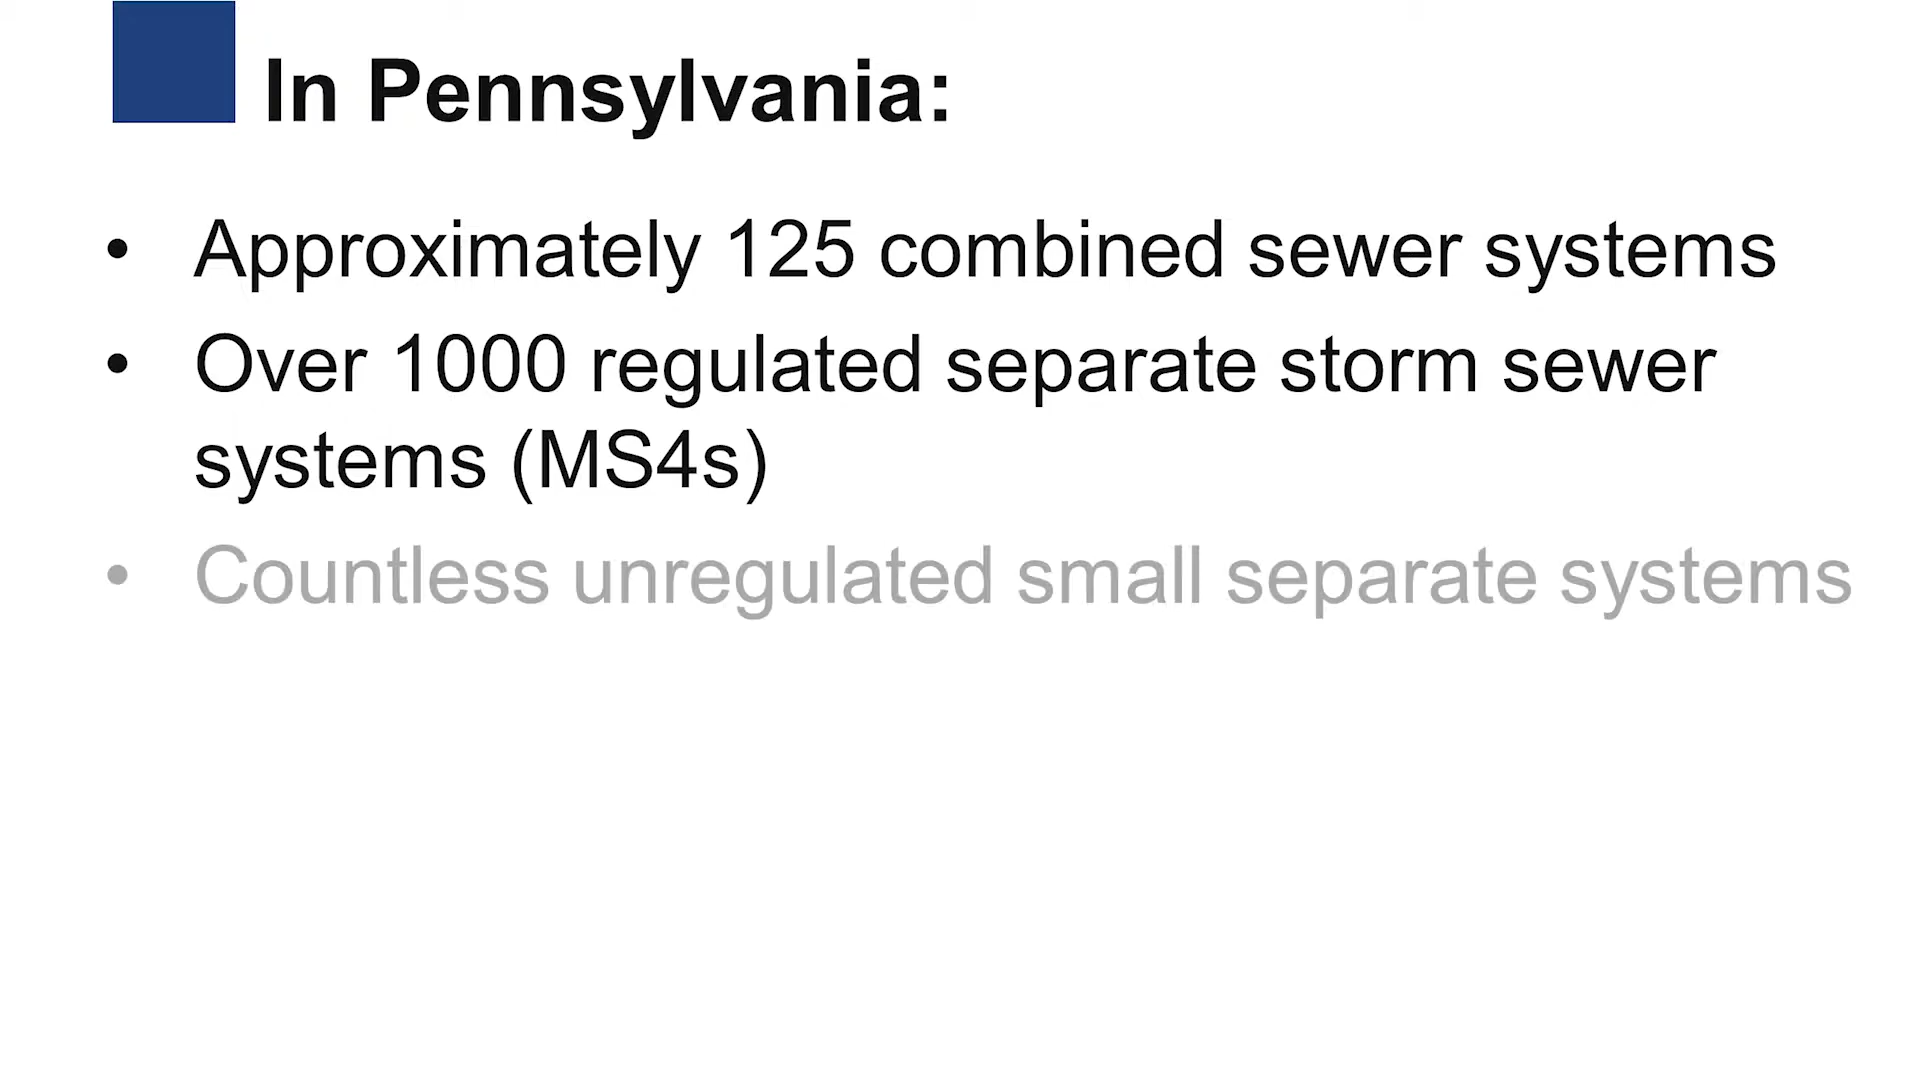 In Pennsylvania:
• Approximately 125 combined sewer systems
• Over 1000 regulated separate storm sewer
systems (MS4s)
• Countless unregulated small separate systems